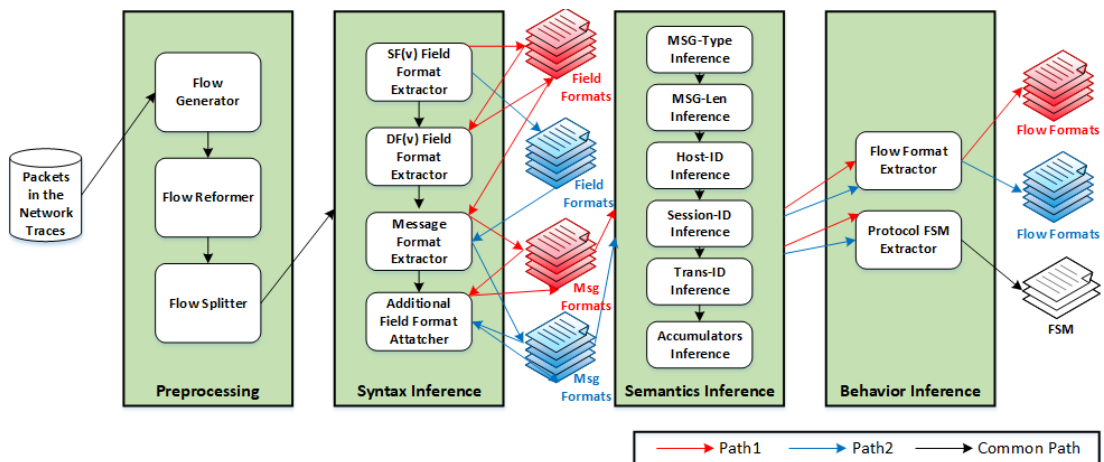 Packets
in the
Network
Traces
Flow
Generator
Flow Reformer
Flow Splitter
Preprocessing
SF(v) Field
Format
Extractor
DF(v) Field
Format
Extractor
Message
Format
Extractor
Additional
Field Format
Attatcher
Syntax Inference
Field
Formats
Field
Formats
Msg
Formats
Msg
Formats
MSG-Type
Inference
MSG-Len
Inference
Host-ID
Inference
Session-ID
Inference
Trans-ID
Inference
Accumulators
Inference
Semantics Inference
Flow Format
Extractor
Protocol FSM
Extractor
Behavior Inference
Flow Formats
Flow Formats
FSM
Path1
Path2
Common Path